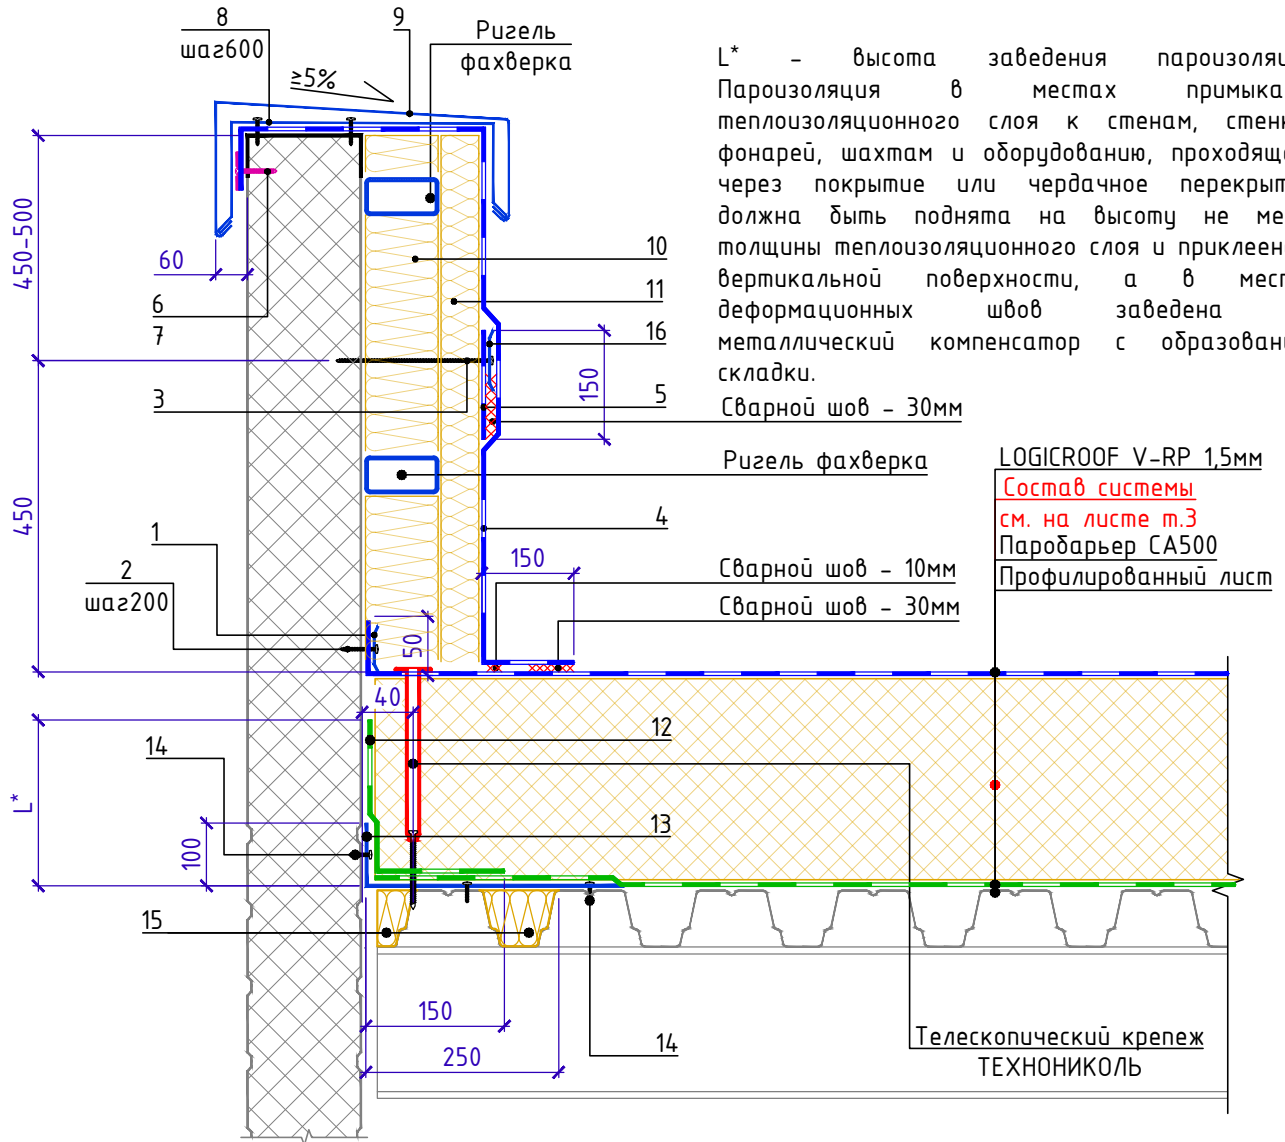 8
шаг600
9
Ригель
фахверка
≥5%
L* - высота заведения пароизоляц
Пароизоляция в местах примыка
теплоизоляционного слоя к стенам, стенк
фонарей, шахтам и оборудованию, проходяще
через покрытие или чердачное перекрыт
должна быть поднята на высоту не ме
толщины теплоизоляционного слоя и приклеен
вертикальной поверхности, а в мест
деформационных швов заведена
металлический компенсатор с образовани
складки.
450-500
60
6
7
3
10
11
16
150
5
Сварной шов - 30мм
Ригель фахверка
LOGICROOF V-RP 1,5мм
Состав системы
см. на листе т.3
Паробарьер СА500
Профилированный лист
450
4
1
2
шаг200
150
Сварной шов - 10мм
Сварной шов - 30мм
50
40
12
14
L*
100
13
15
150
250
14
Телескопический крепеж
ТЕХНОНИКОЛЬ